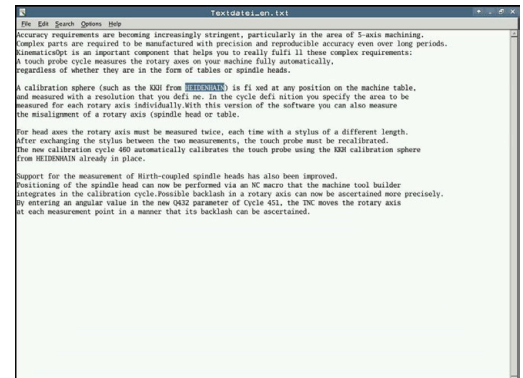 Textdatei_en.txt
File Edit Search Options Help
Accuracy requirements are becoming increasingly stringent, particularly in the area of 5-axis machining.
Complex parts are required to be manufactured with precision and reproducible accuracy even over long periods.
KinematicsOpt is an important component that helps you to really fulfi ll these complex requirements:
A touch probe cycle measures the rotary axes on your machine fully automatically,
regardless of whether they are in the form of tables or spindle heads.
A calibration sphere (such as the KKH from HEIDENHAIN) is fi xed at any position on the machine table,
and measured with a resolution that you defi ne. In the cycle defi nition you specify the area to be
measured for each rotary axis individually.With this version of the software you can also measure
the misalignment of a rotary axis (spindle head or table.
For head axes the rotary axis must be measured twice, each time with a stylus of a different length.
After exchanging the stylus between the two measurements, the touch probe must be recalibrated.
The new calibration cycle 460 automatically calibrates the touch probe using the KKH calibration sphere
from HEIDENHAIN already in place.
Support for the measurement of Hirth-coupled spindle heads has also been improved.
Positioning of the spindle head can now be performed via an NC macro that the machine tool builder
integrates in the calibration cycle.Possible backlash in a rotary axis can now be ascertained more precisely.
By entering an angular value in the new Q432 parameter of Cycle 451, the TNC moves the rotary axis
at each measurement point in a manner that its backlash can be ascertained.